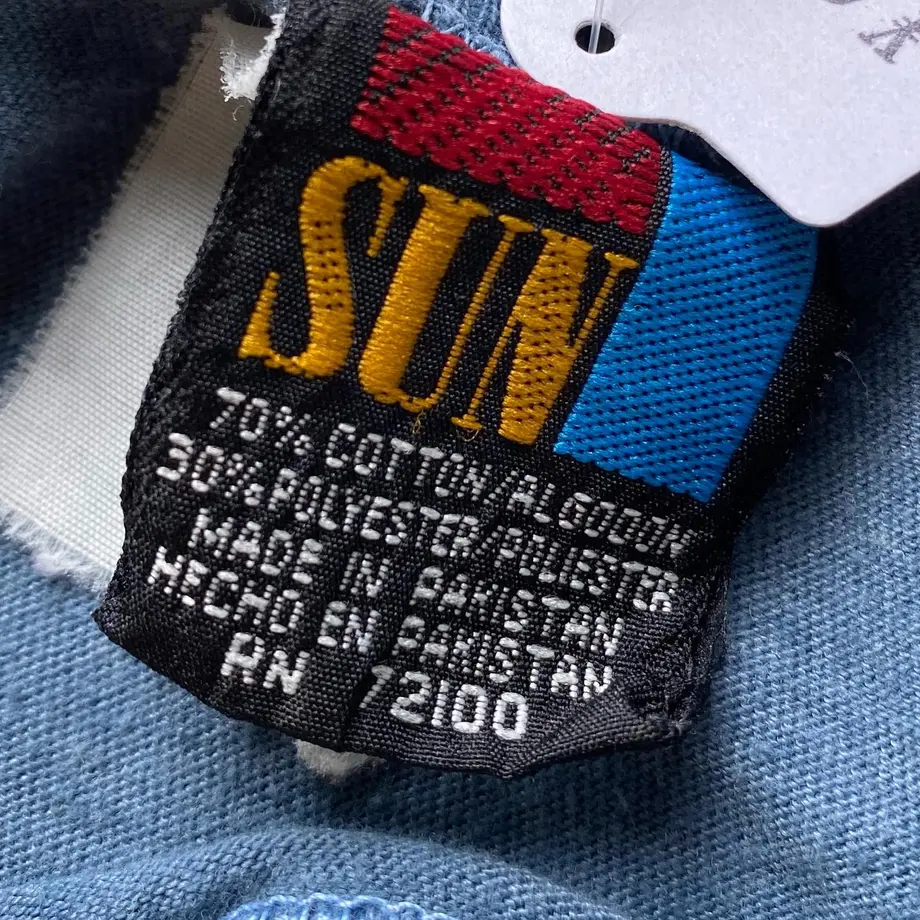 SUN
70% COTTON/ALGODON
30% POLYESTER/POLIESTER
MADE IN PAKISTAN
HECHO EN PAKISTAN
RN 72100